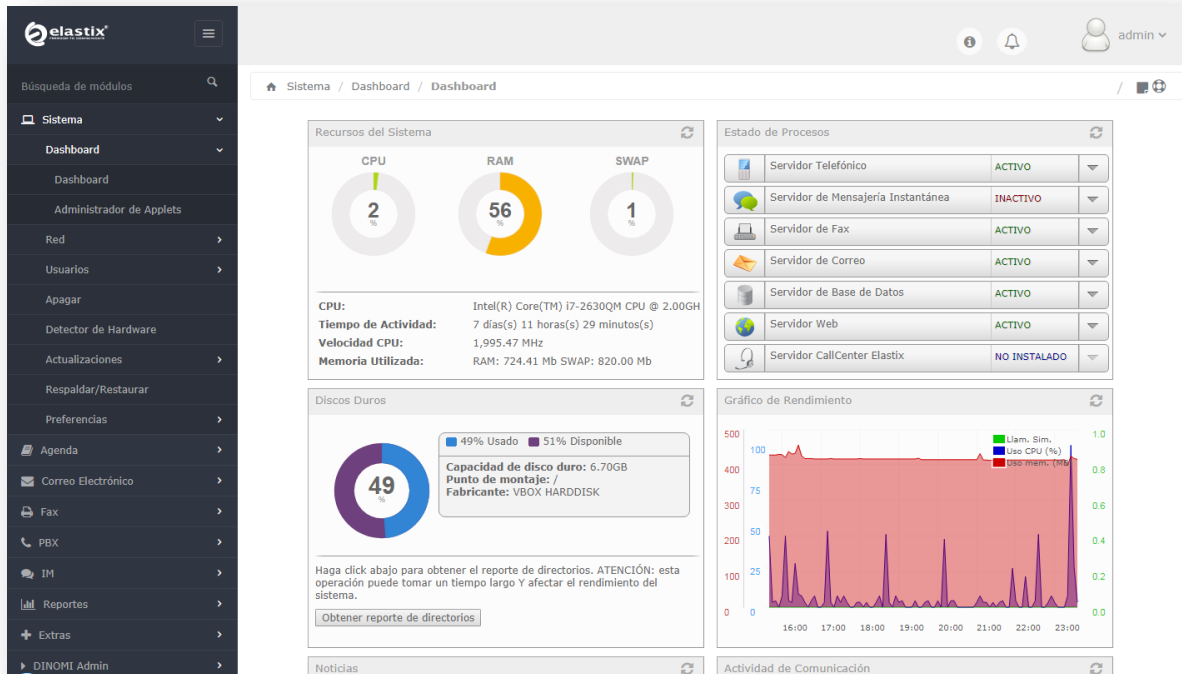 elastix
admin
Búsqueda de módulos
Sistema / Dashboard / Dashboard
/
Sistema
Dashboard
Dashboard
Administrador de Applets
Red
Usuarios
Apagar
Detector de Hardware
Actualizaciones
Respaldar/Restaurar
Preferencias
Agenda
Correo Electrónico
Fax
PBX
IM
Reportes
Extras
DINOMI Admin
Recursos del Sistema
CPU RAM SWAP
2 56 1
% % %
CPU: Intel(R) Core(TM) i7-2630QM CPU @ 2.00GH
Tiempo de Actividad: 7 días(s) 11 horas(s) 29 minutos(s)
Velocidad CPU: 1,995.47 MHz
Memoria Utilizada: RAM: 724.41 Mb SWAP: 820.00 Mb
Estado de Procesos
Servidor Telefónico ACTIVO
Servidor de Mensajería Instantánea INACTIVO
Servidor de Fax ACTIVO
Servidor de Correo ACTIVO
Servidor de Base de Datos ACTIVO
Servidor Web ACTIVO
Servidor CallCenter Elastix NO INSTALADO
Discos Duros
49
%
49% Usado 51% Disponible
Capacidad de disco duro: 6.70GB
Punto de montaje: /
Fabricante: VBOX HARDDISK
Haga click abajo para obtener el reporte de directorios. ATENCIÓN: esta
operación puede tomar un tiempo largo Y afectar el rendimiento del
sistema.
Obtener reporte de directorios
Gráfico de Rendimiento
500
400
300
200
100
0
100
75
50
25
0
Llam. Sim.
Uso CPU (%)
Uso mem. (Mb
1.0
0.8
0.6
0.4
0.2
0.0
16:00 17:00 18:00 19:00 20:00 21:00 22:00 23:00
Noticias
Actividad de Comunicación